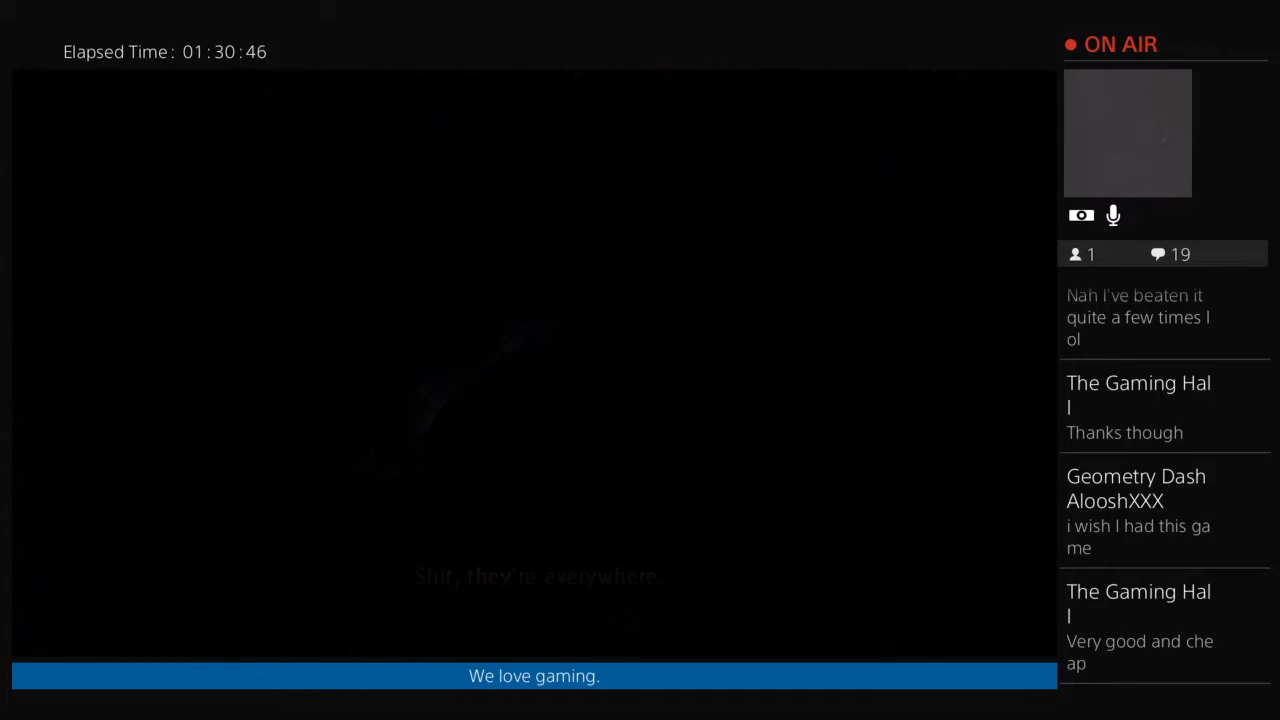 Elapsed Time: 01:30:46
ON AIR
1 19
Nah I've beaten it
quite a few times l
ol
The Gaming Hal
l
Thanks though
Geometry Dash
AlooshXXX
i wish I had this ga
me
The Gaming Hal
l
Very good and che
ap
Shit, they're everywhere.
We love gaming.